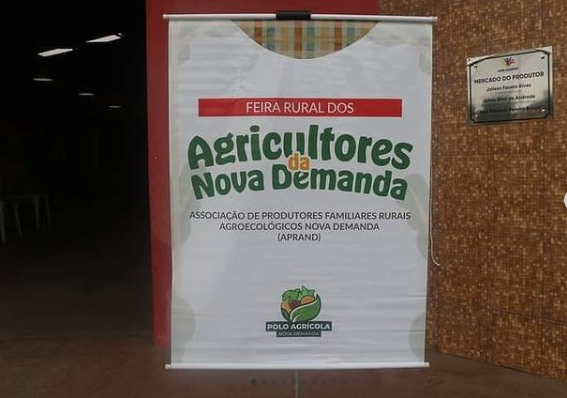 FEIRA RURAL DOS
Agricultores
da
Nova Demanda
ASSOCIAÇÃO DE PRODUTORES FAMILIARES RURAIS
AGROECOLÓGICOS NOVA DEMANDA
(APRAND)
POLO AGRÍCOLA
NOVA DEMANDA
MERCADO DO PRODUTOR